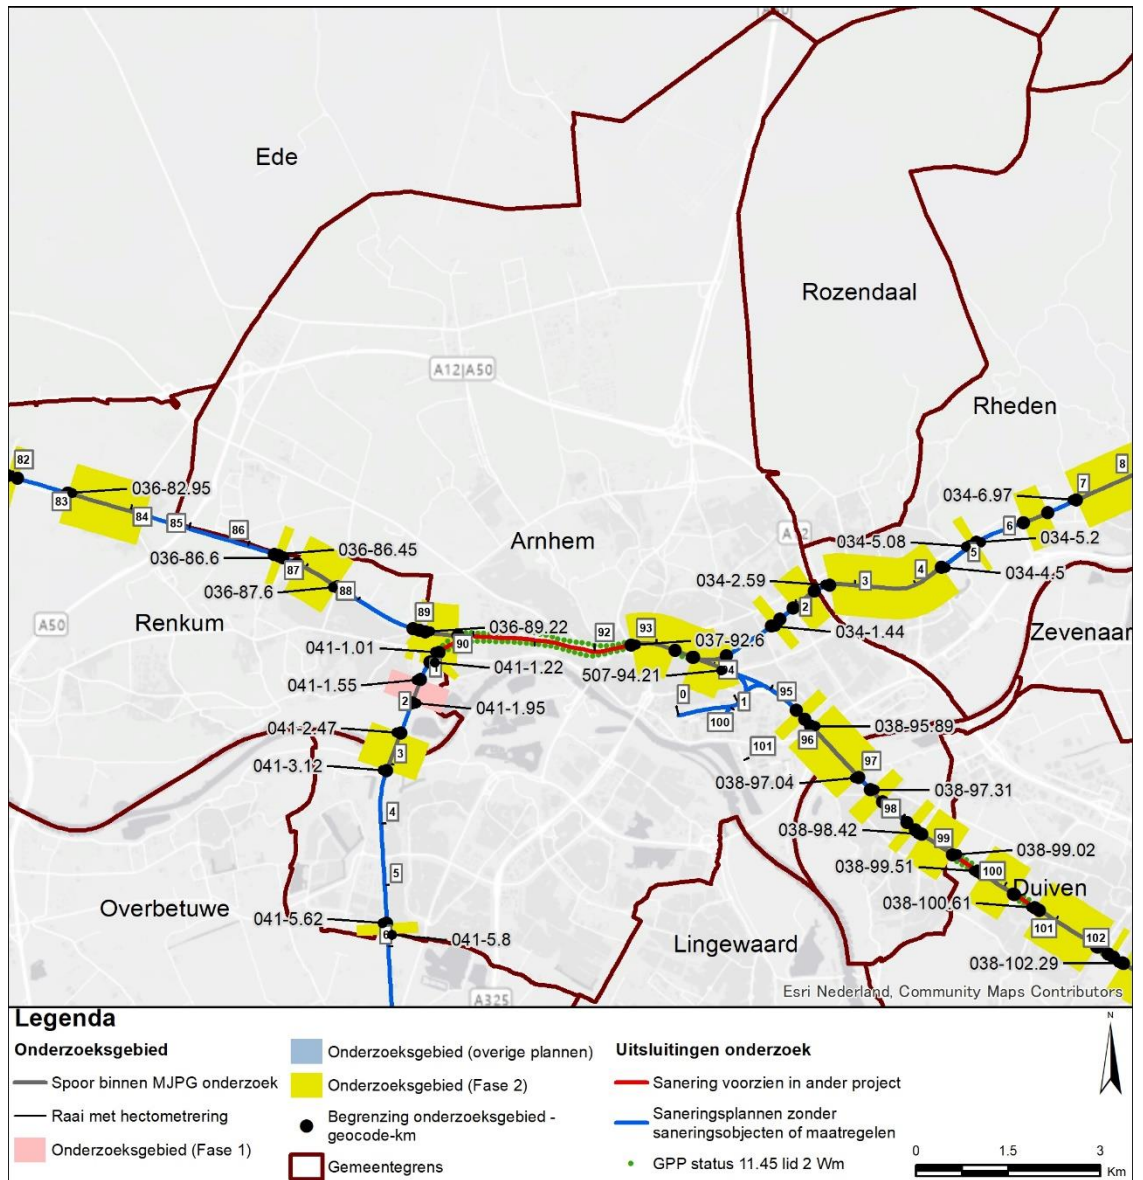 A50
Ede
Rozendaal
A12|A50
Rheden
82
036-82.95
83
84
85
86
036-86.45
036-86.6
87
036-87.6
88
Arnhem
A12
034-6.97
7
8
6
034-5.08
5
034-5.2
034-2.59
3
4
034-4.5
2
034-1.44
A50
Renkum
Zevenaar
89
036-89.22
90
92
93
037-92.6
041-1.01
1
041-1.22
507-94.21
4
041-1.55
2
041-1.95
0
1
100
95
101
96
038-95.89
041-2.47
3
041-3.12
97
038-97.04
038-97.31
98
4
038-98.42
99
038-99.02
038-99.51
100
5
Duiven
038-100.61
101
Overbetuwe
041-5.62
6
041-5.8
Lingewaard
102
038-102.29
A325
Esri Nederland, Community Maps Contributors
Legenda
Onderzoeksgebied
Spoor binnen MJPG onderzoek
Raai met hectometrering
Onderzoeksgebied (Fase 1)
Onderzoeksgebied (overige plannen)
Onderzoeksgebied (Fase 2)
Begrenzing onderzoeksgebied -
geocode-km
Gemeentegrens
Uitsluitingen onderzoek
Sanering voorzien in ander project
Saneringsplannen zonder
saneringsobjecten of maatregelen
GPP status 11.45 lid 2 Wm
N
0 1.5 3
Km